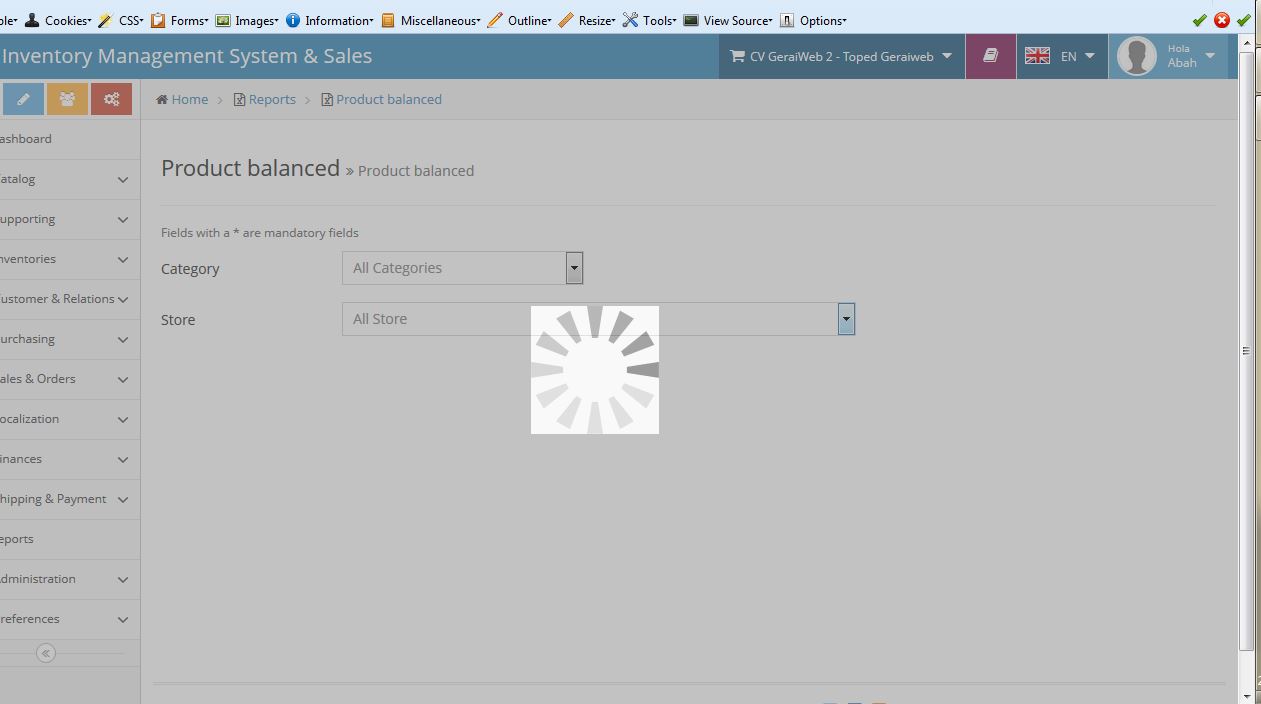 ole▾ Cookies▾ CSS▾ Forms▾ Images▾ Information▾ Miscellaneous▾ Outline▾ Resize▾ Tools▾ View Source▾ Options▾
Inventory Management System & Sales
CV GeraiWeb 2 - Toped Geraiweb
EN
Hola
Abah
Home > Reports > Product balanced
ashboard
atalog
upporting
nventories
ustomer & Relations
urchasing
ales & Orders
ocalization
inances
hipping & Payment
eports
dministration
references
Product balanced » Product balanced
Fields with a * are mandatory fields
Category All Categories
Store All Store